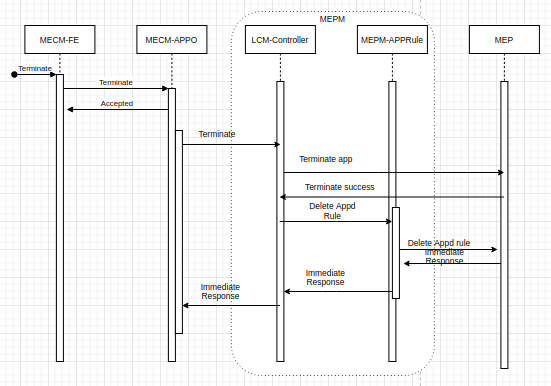 MEPM
MECM-FE
MECM-APPO
LCM-Controller
MEPM-APPRule
MEP
Terminate
Terminate
Accepted
Terminate
Terminate app
Terminate success
Delete Appd
Rule
Delete Appd rule
Immediate
Response
Immediate
Response
Immediate
Response